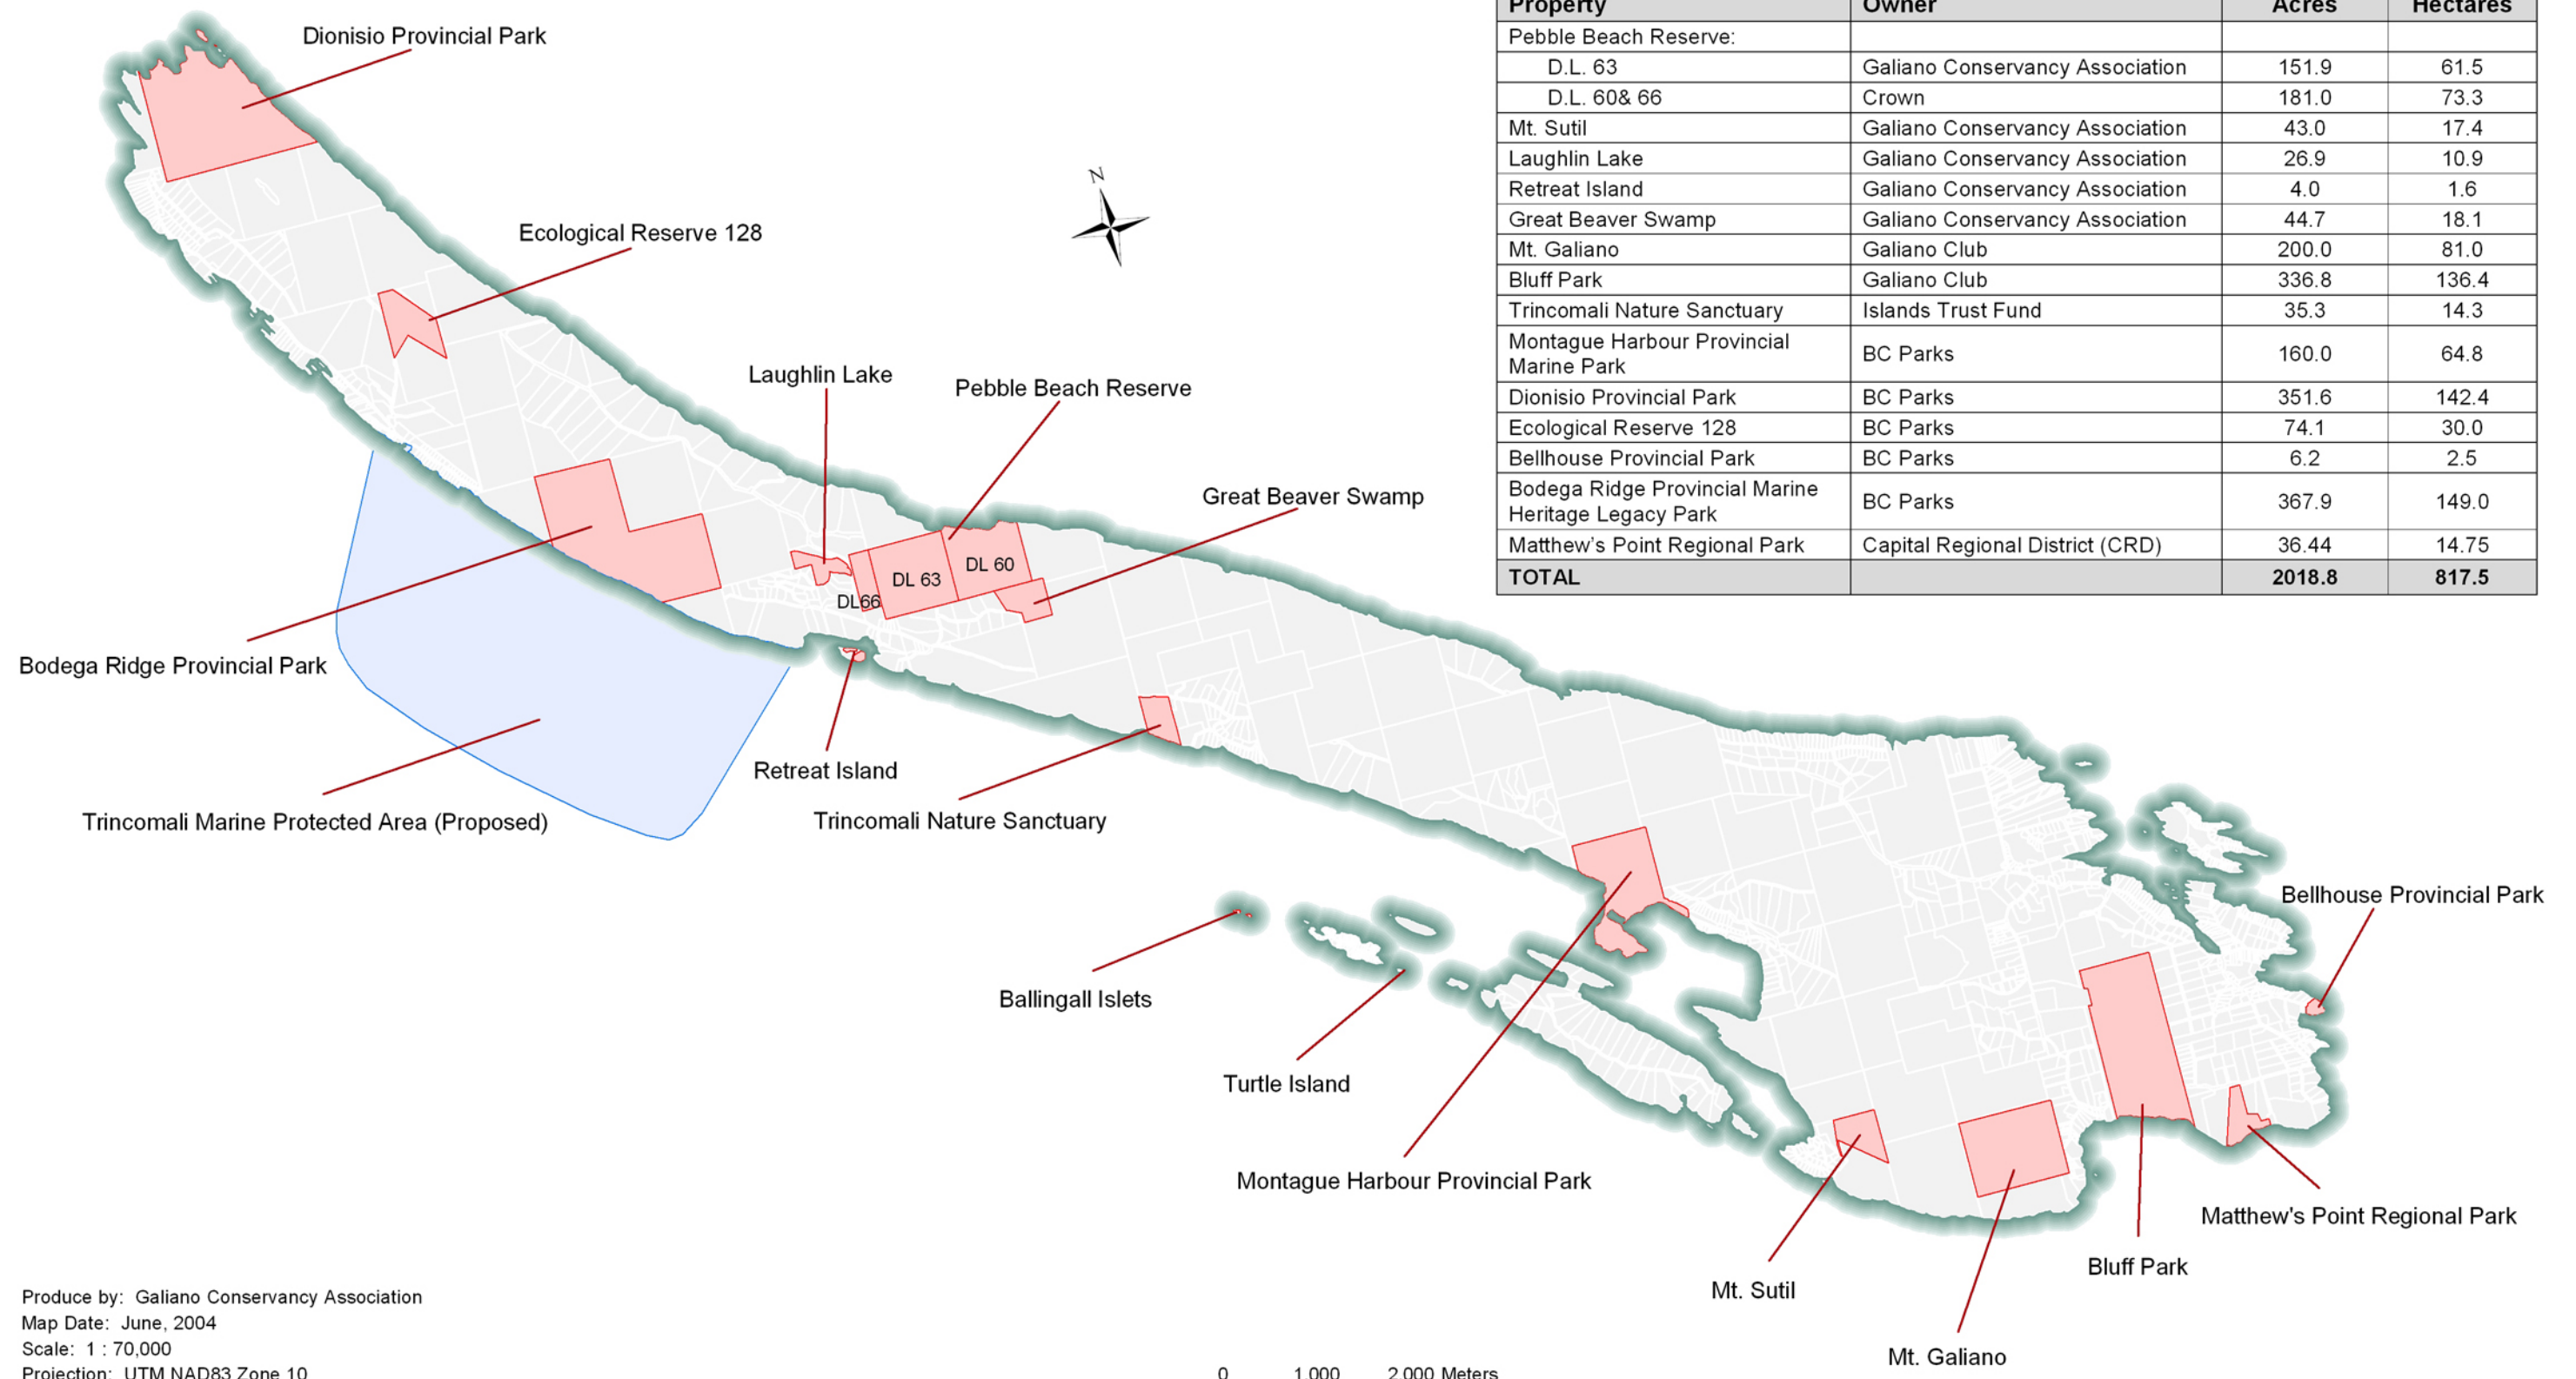 Dionisio Provincial Park
Ecological Reserve 128
N
Laughlin Lake
Pebble Beach Reserve
Great Beaver Swamp
DL 63
DL 60
DL66
Bodega Ridge Provincial Park
Retreat Island
Trincomali Marine Protected Area (Proposed)
Trincomali Nature Sanctuary
Bellhouse Provincial Park
Ballingall Islets
Turtle Island
Montague Harbour Provincial Park
Matthew's Point Regional Park
Bluff Park
Mt. Sutil
Mt. Galiano
Property Owner Acres Hectares
Pebble Beach Reserve:
D.L. 63 Galiano Conservancy Association 151.9 61.5
D.L. 60& 66 Crown 181.0 73.3
Mt. Sutil Galiano Conservancy Association 43.0 17.4
Laughlin Lake Galiano Conservancy Association 26.9 10.9
Retreat Island Galiano Conservancy Association 4.0 1.6
Great Beaver Swamp Galiano Conservancy Association 44.7 18.1
Mt. Galiano Galiano Club 200.0 81.0
Bluff Park Galiano Club 336.8 136.4
Trincomali Nature Sanctuary Islands Trust Fund 35.3 14.3
Montague Harbour Provincial
Marine Park BC Parks 160.0 64.8
Dionisio Provincial Park BC Parks 351.6 142.4
Ecological Reserve 128 BC Parks 74.1 30.0
Bellhouse Provincial Park BC Parks 6.2 2.5
Bodega Ridge Provincial Marine
Heritage Legacy Park BC Parks 367.9 149.0
Matthew's Point Regional Park Capital Regional District (CRD) 36.44 14.75
TOTAL 2018.8 817.5
Produce by: Galiano Conservancy Association
Map Date: June, 2004
Scale: 1 : 70,000
Projection: UTM NAD83 Zone 10
0 1,000 2,000 Meters